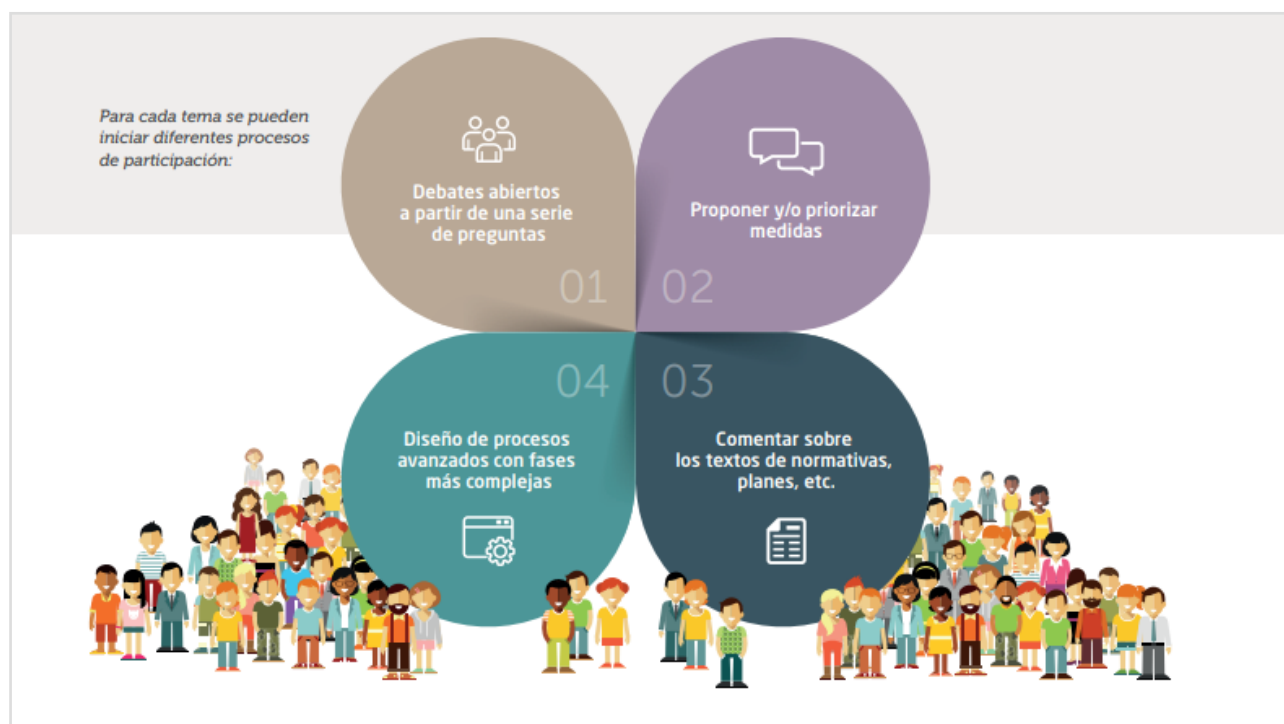 Para cada tema se pueden
iniciar diferentes procesos
de participación:
Debates abiertos
a partir de una serie
de preguntas
01
Proponer y/o priorizar
medidas
02
03
Comentar sobre
los textos de normativas,
planes, etc.
04
Diseño de procesos
avanzados con fases
más complejas